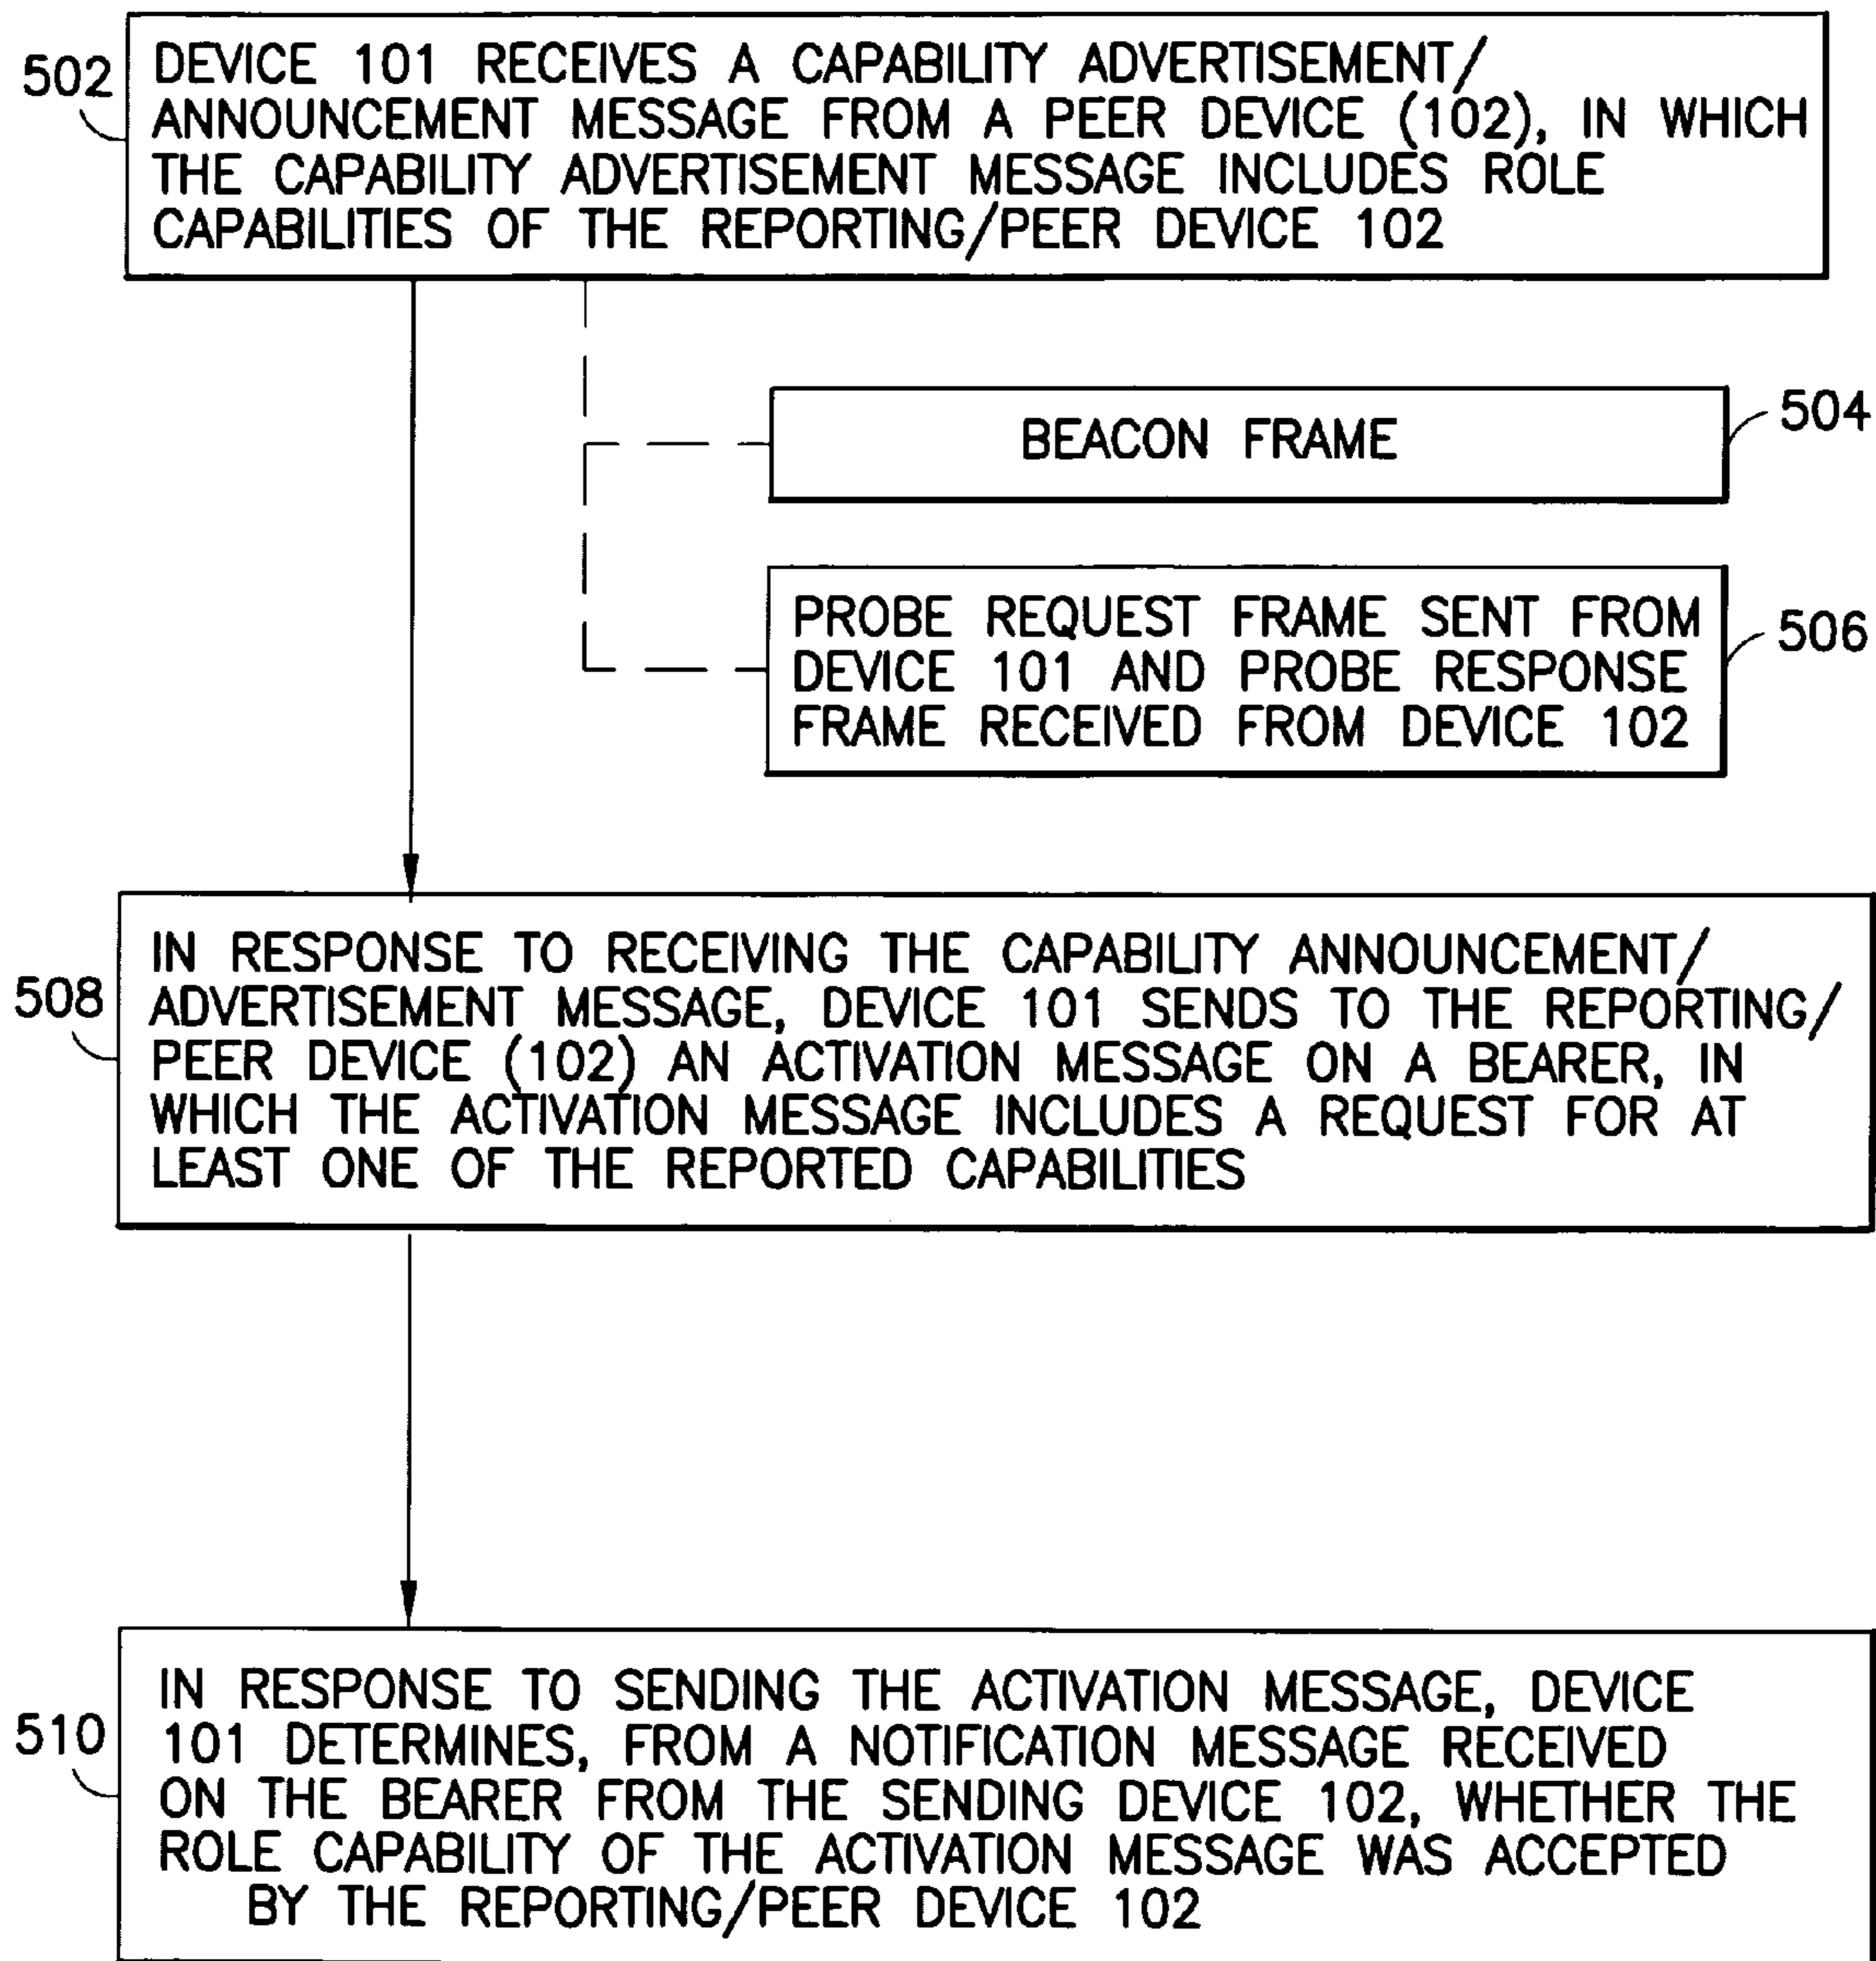 502
DEVICE 101 RECEIVES A CAPABILITY ADVERTISEMENT/
ANNOUNCEMENT MESSAGE FROM A PEER DEVICE (102), IN WHICH
THE CAPABILITY ADVERTISEMENT MESSAGE INCLUDES ROLE
CAPABILITIES OF THE REPORTING/PEER DEVICE 102
BEACON FRAME
504
PROBE REQUEST FRAME SENT FROM
DEVICE 101 AND PROBE RESPONSE
FRAME RECEIVED FROM DEVICE 102
506
508
IN RESPONSE TO RECEIVING THE CAPABILITY ANNOUNCEMENT/
ADVERTISEMENT MESSAGE, DEVICE 101 SENDS TO THE REPORTING/
PEER DEVICE (102) AN ACTIVATION MESSAGE ON A BEARER, IN
WHICH THE ACTIVATION MESSAGE INCLUDES A REQUEST FOR AT
LEAST ONE OF THE REPORTED CAPABILITIES
510
IN RESPONSE TO SENDING THE ACTIVATION MESSAGE, DEVICE
101 DETERMINES, FROM A NOTIFICATION MESSAGE RECEIVED
ON THE BEARER FROM THE SENDING DEVICE 102, WHETHER THE
ROLE CAPABILITY OF THE ACTIVATION MESSAGE WAS ACCEPTED
BY THE REPORTING/PEER DEVICE 102